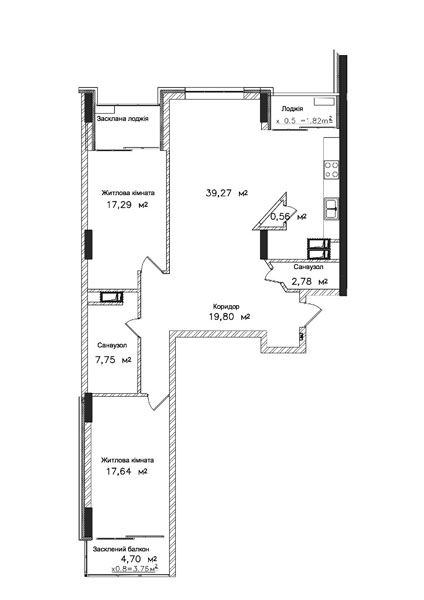 Засклана лоджія
Лоджія
x 0.5 =1.82м²
Житлова кімната
17,29 м²
39,27 м²
0,56 м²
Санвузол
2,78 м²
Коридор
19,80 м²
Санвузол
7,75 м²
Житлова кімната
17,64 м²
Засклений балкон
4,70 м²
x0.8=3.76м²